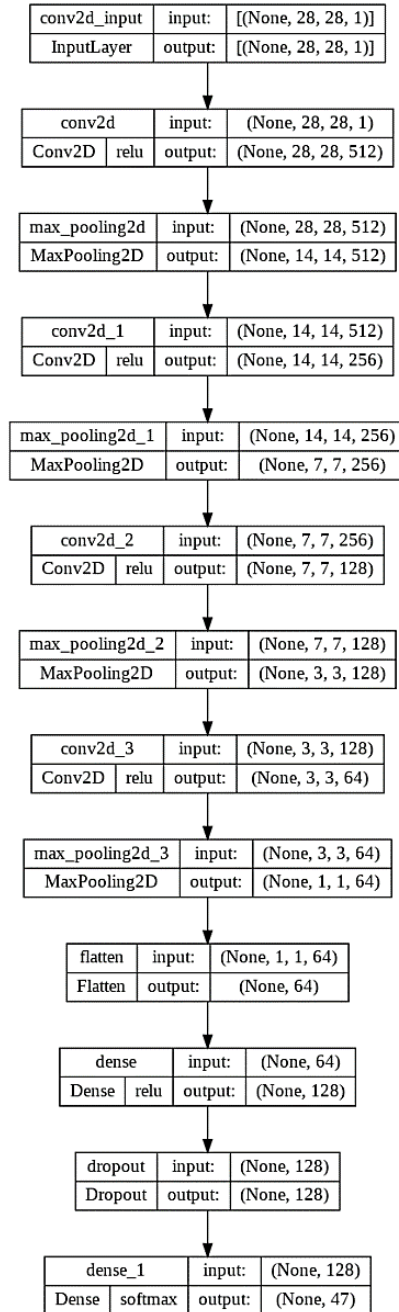 conv2d_input input: [(None, 28, 28, 1)]
InputLayer output: [(None, 28, 28, 1)]
conv2d input: (None, 28, 28, 1)
Conv2D relu output: (None, 28, 28, 512)
max_pooling2d input: (None, 28, 28, 512)
MaxPooling2D output: (None, 14, 14, 512)
conv2d_1 input: (None, 14, 14, 512)
Conv2D relu output: (None, 14, 14, 256)
max_pooling2d_1 input: (None, 14, 14, 256)
MaxPooling2D output: (None, 7, 7, 256)
conv2d_2 input: (None, 7, 7, 256)
Conv2D relu output: (None, 7, 7, 128)
max_pooling2d_2 input: (None, 7, 7, 128)
MaxPooling2D output: (None, 3, 3, 128)
conv2d_3 input: (None, 3, 3, 128)
Conv2D relu output: (None, 3, 3, 64)
max_pooling2d_3 input: (None, 3, 3, 64)
MaxPooling2D output: (None, 1, 1, 64)
flatten input: (None, 1, 1, 64)
Flatten output: (None, 64)
dense input: (None, 64)
Dense relu output: (None, 128)
dropout input: (None, 128)
Dropout output: (None, 128)
dense_1 input: (None, 128)
Dense softmax output: (None, 47)